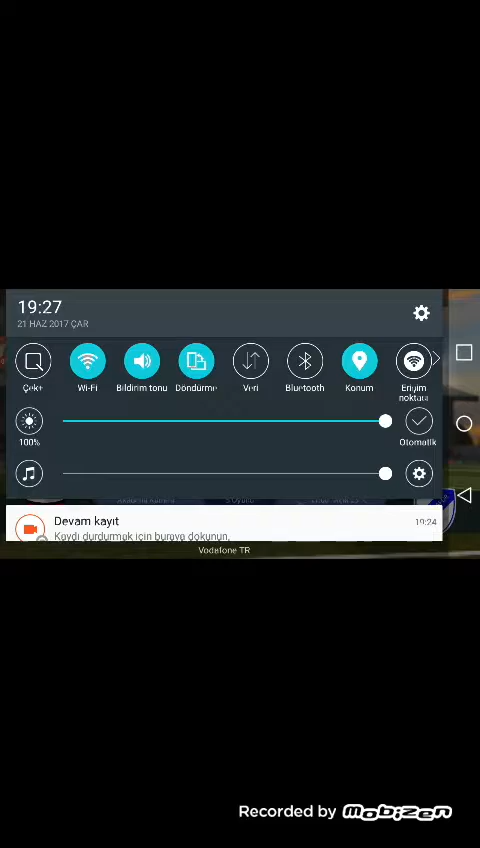 19:27
21 HAZ 2017 ÇAR
Çek+
Wi-Fi
Bildirim tonu
Döndürme
Veri
Bluetooth
Konum
Erişim
noktası
100%
Otomatik
Devam kayıt
19:24
Kaydı durdurmak için buraya dokunun,
Vodafone TR
Recorded by Mobizen